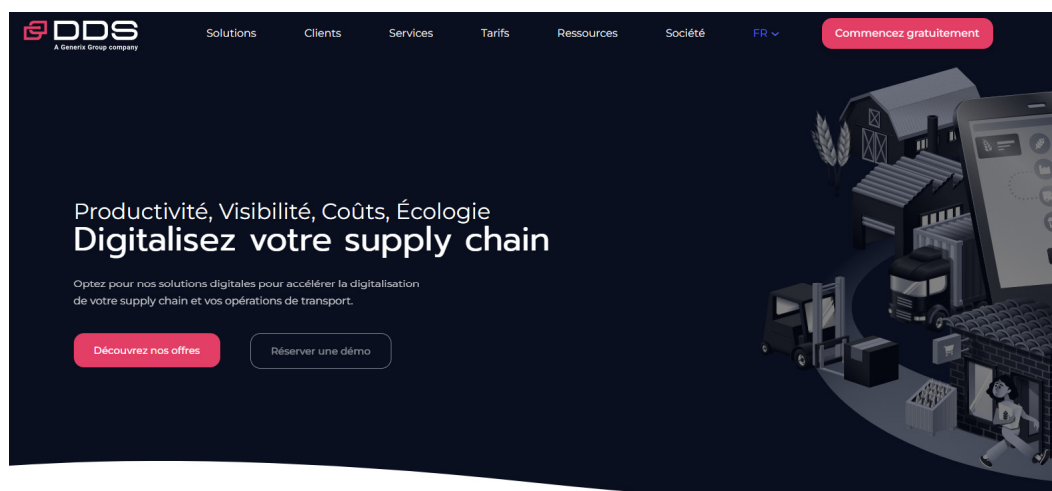 DDS
A Generix Group company
Solutions Clients Services Tarifs Ressources Société FR
Commencez gratuitement
Productivité, Visibilité, Coûts, Écologie
Digitalisez votre supply chain
Optez pour nos solutions digitales pour accélérer la digitalisation
de votre supply chain et vos opérations de transport.
Découvrez nos offres
Réserver une démo